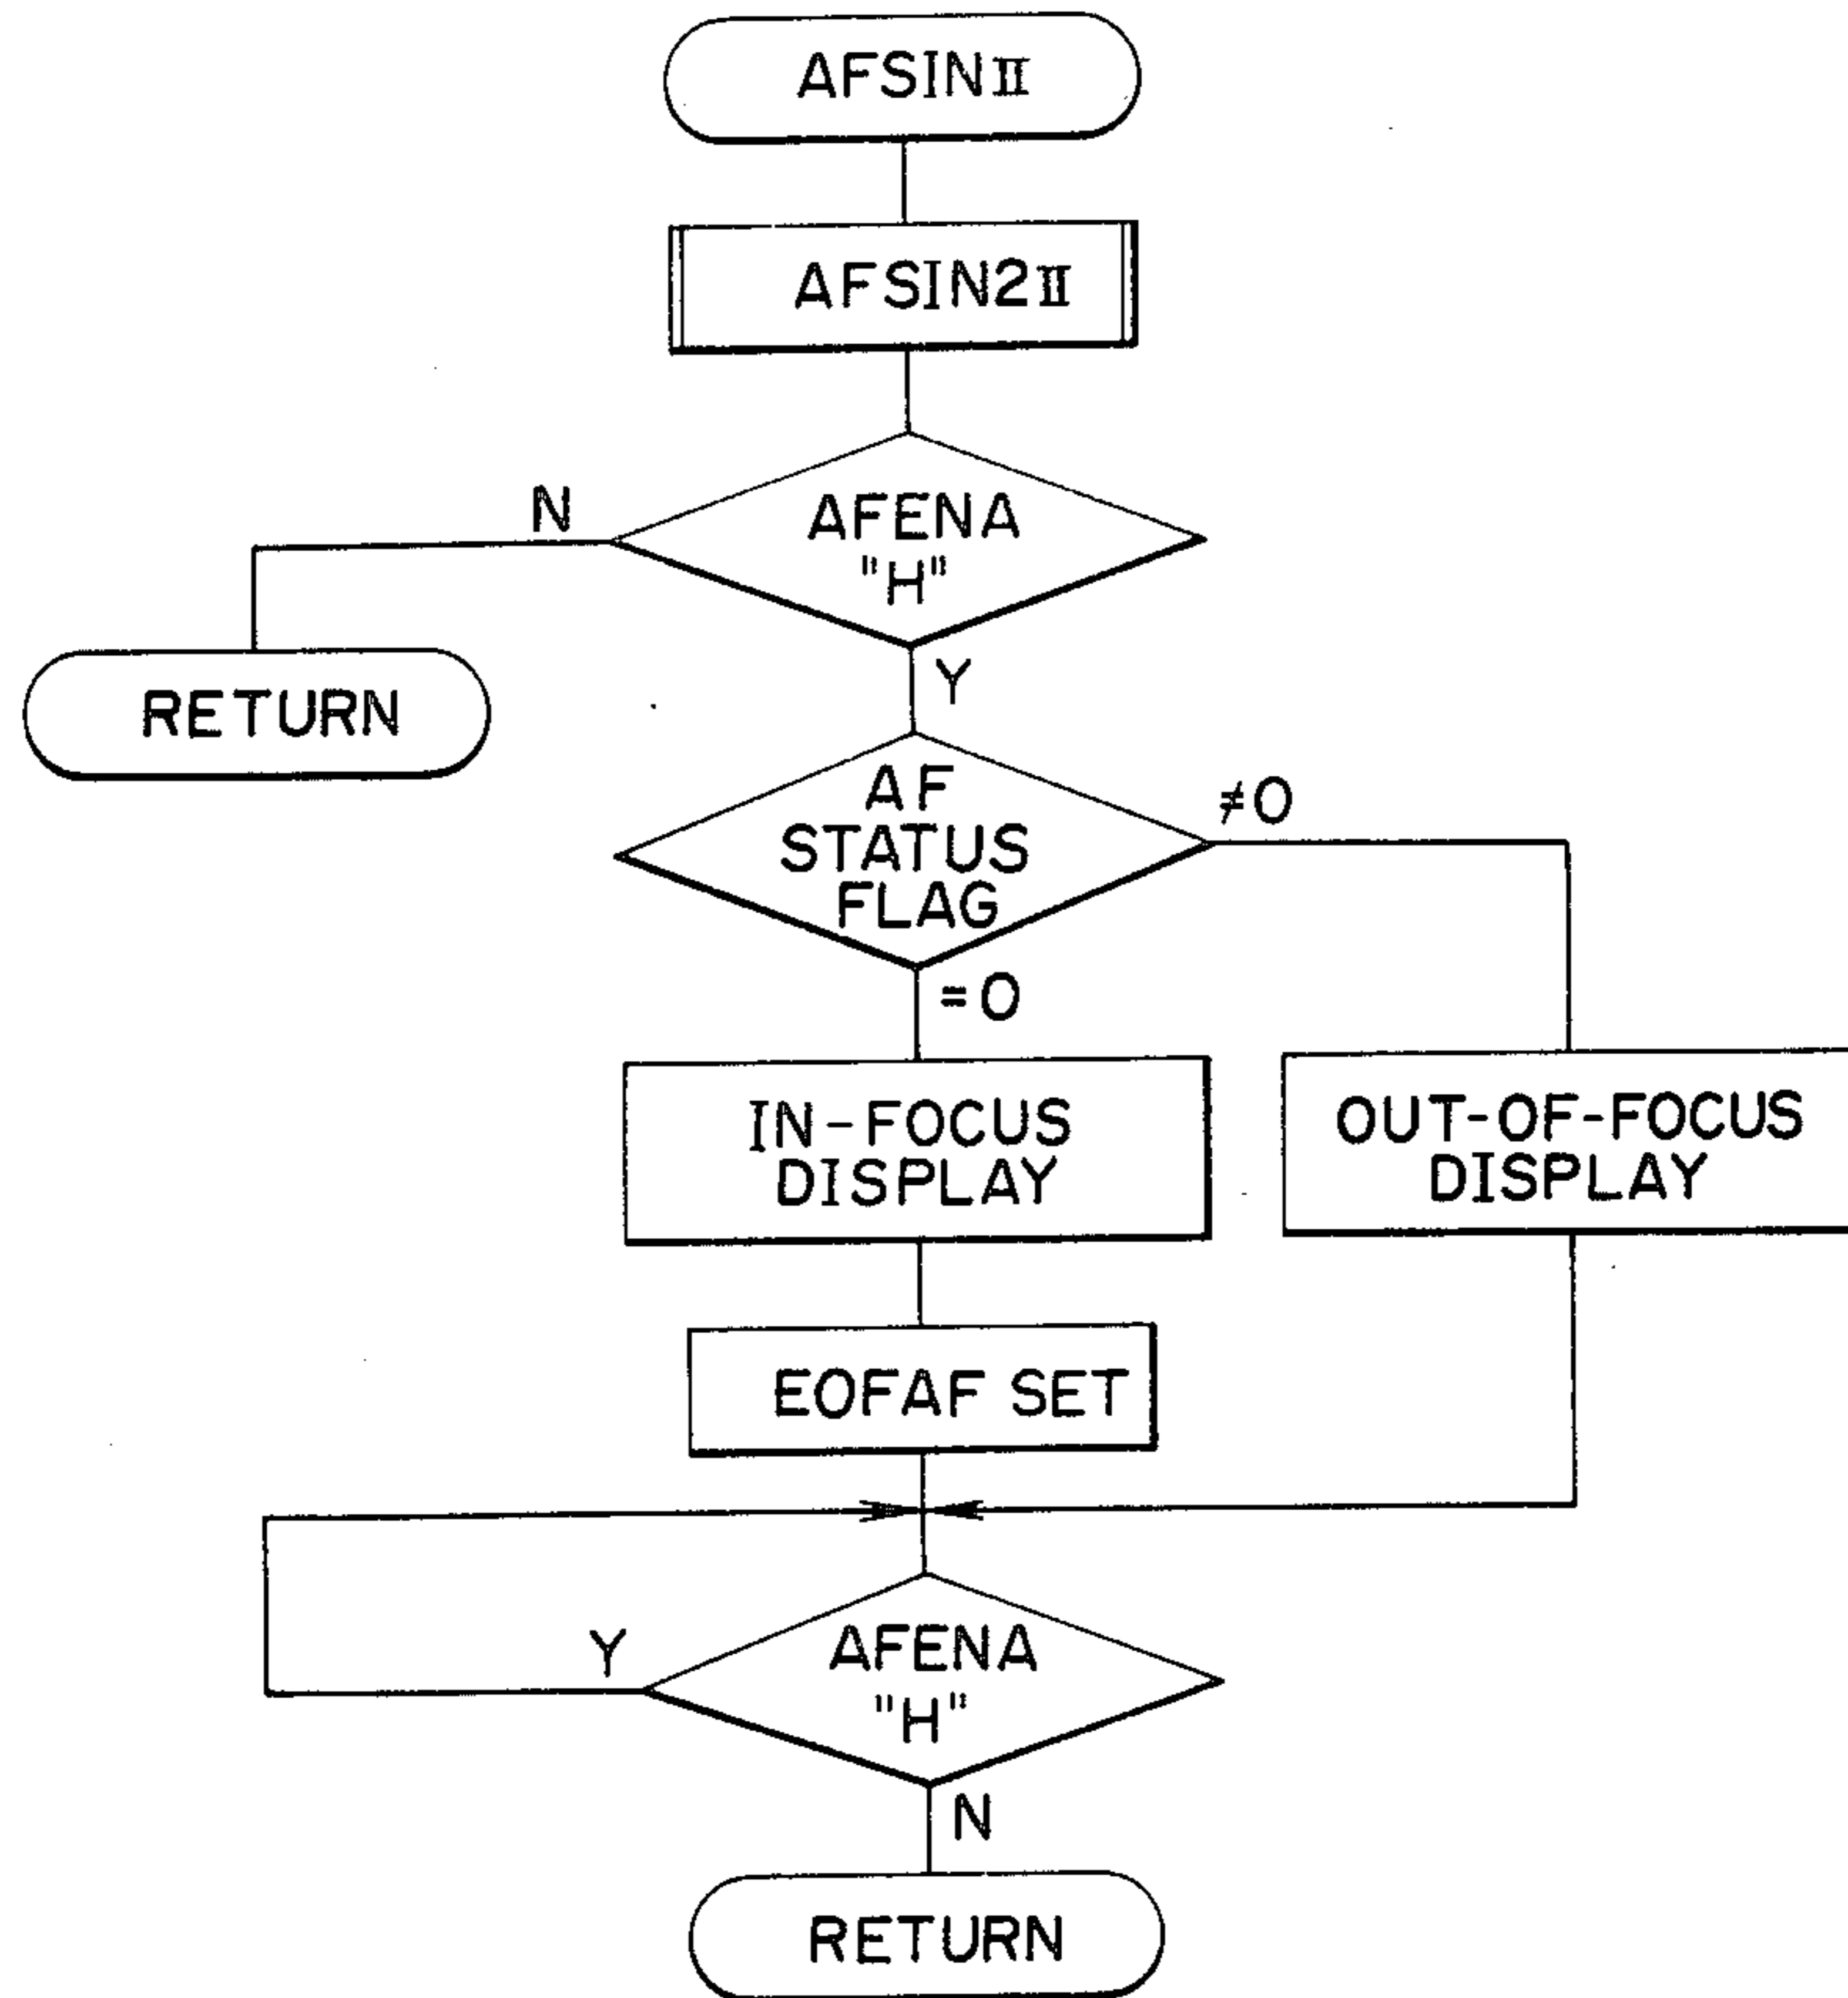 AFSINⅡ
AFSIN2Ⅱ
N
AFENA
"H"
RETURN
Y
AF
STATUS
FLAG
≠0
=0
IN-FOCUS
DISPLAY
OUT-OF-FOCUS
DISPLAY
EOFAF SET
Y
AFENA
"H"
N
RETURN